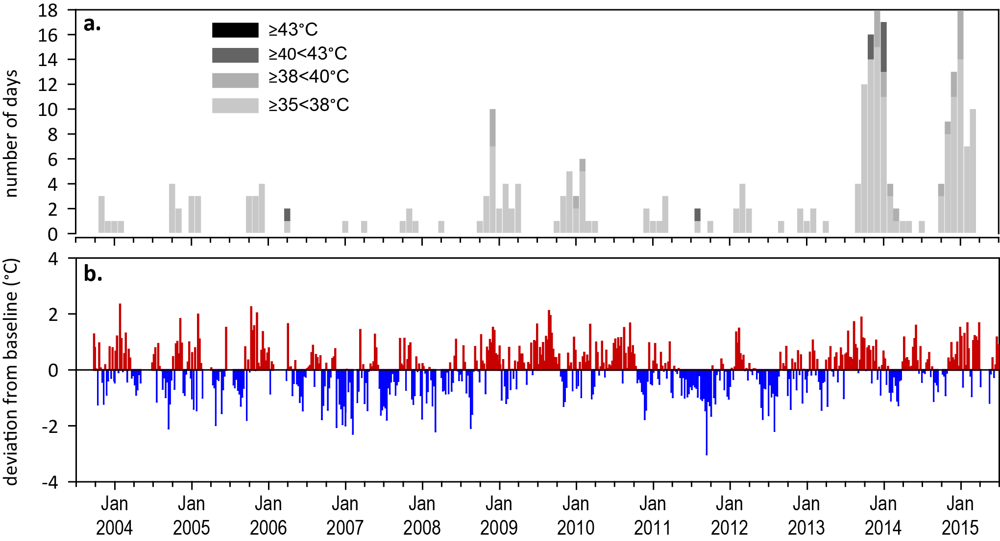 a.
≥43°C
≥40<43°C
≥38<40°C
≥35<38°C
number of days
18
16
14
12
10
8
6
4
2
0
b.
deviation from baseline (°C)
4
2
0
-2
-4
Jan Jan Jan Jan Jan Jan Jan Jan Jan Jan Jan Jan
2004 2005 2006 2007 2008 2009 2010 2011 2012 2013 2014 2015